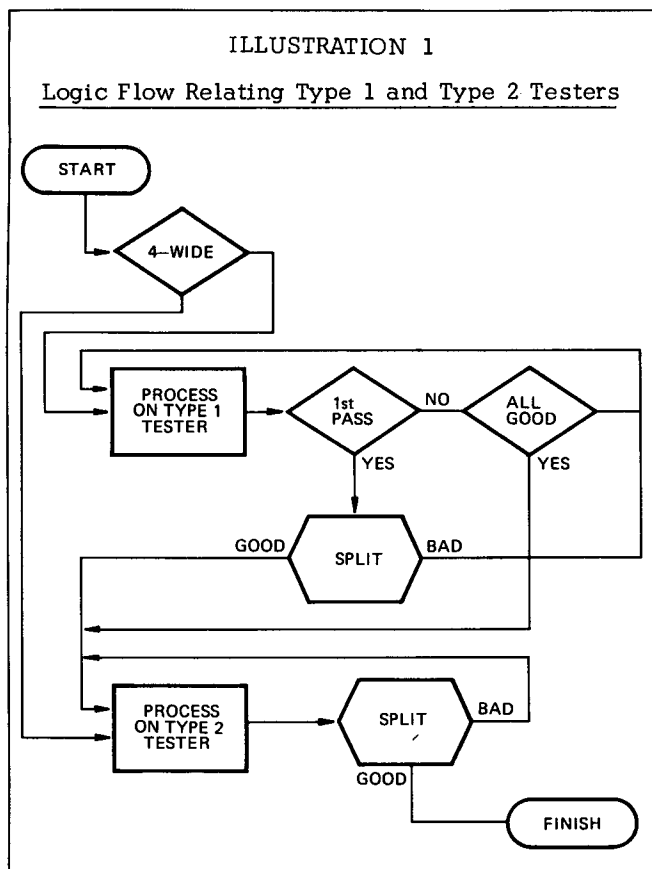 ILLUSTRATION 1
Logic Flow Relating Type 1 and Type 2 Testers
START
4-WIDE
PROCESS
ON TYPE 1
TESTER
1st
PASS
NO
ALL
GOOD
YES
YES
GOOD
SPLIT
BAD
PROCESS
ON TYPE 2
TESTER
SPLIT
BAD
GOOD
FINISH